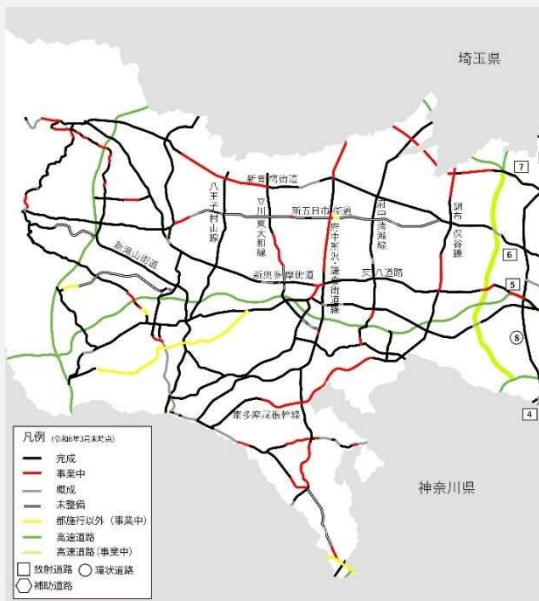 埼玉県
7
新青梅街道
八王子村山線
立川東大和線
新五日市街道
府中所沢・鎌倉街道線
府中清瀬線
調布保谷線
6
新滝山街道
新奥多摩街道
東八道路
5
8
4
南多摩尾根幹線
神奈川県
凡例 (令和6年3月末時点)
完成
事業中
概成
未整備
都施行以外（事業中）
高速道路
高速道路（事業中）
放射道路 環状道路
補助道路